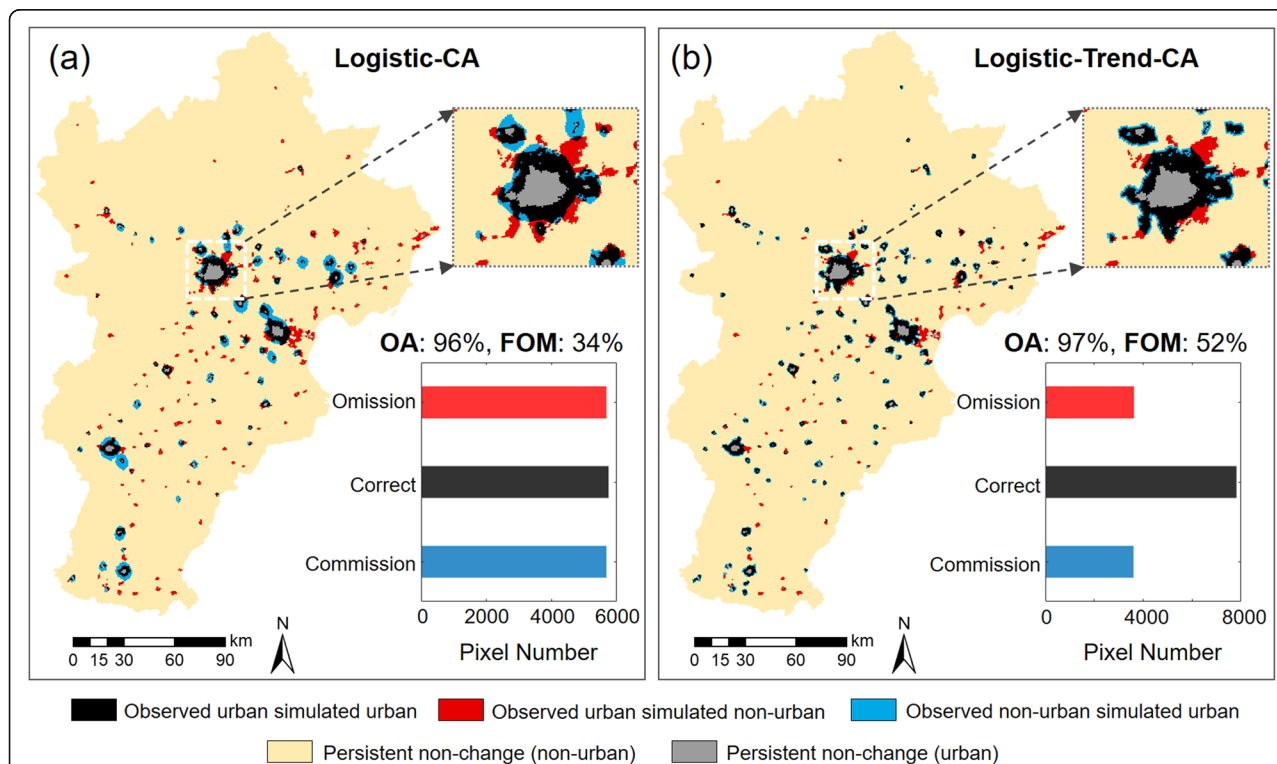 (a)
Logistic-CA
OA: 96%, FOM: 34%
Omission
Correct
Commission
0 2000 4000 6000
Pixel Number
N
km
0 15 30 60 90
(b)
Logistic-Trend-CA
OA: 97%, FOM: 52%
Omission
Correct
Commission
0 4000 8000
Pixel Number
N
km
0 15 30 60 90
Observed urban simulated urban
Observed urban simulated non-urban
Observed non-urban simulated urban
Persistent non-change (non-urban)
Persistent non-change (urban)